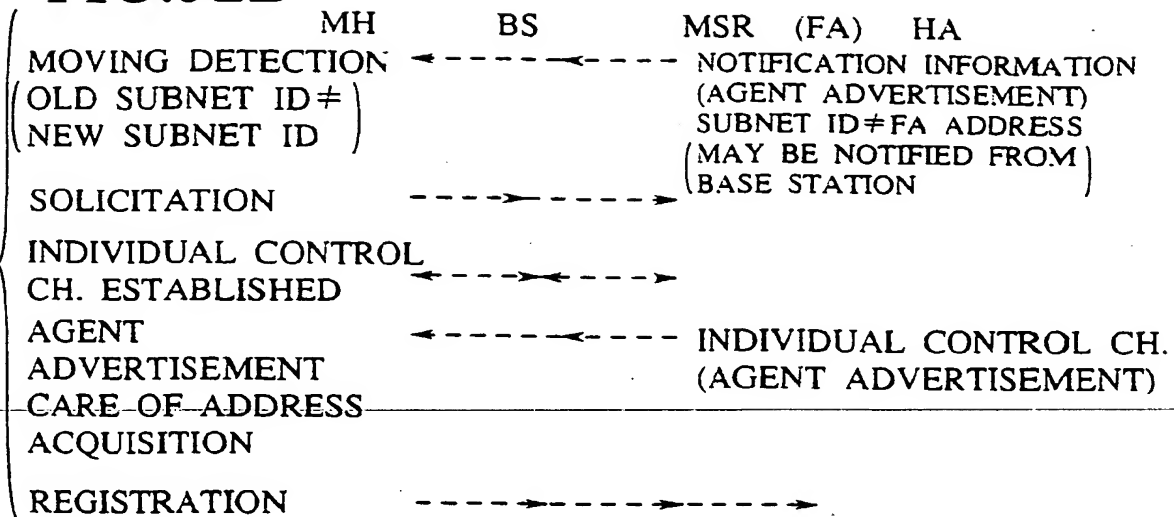 MH BS MSR (FA) HA
MOVING DETECTION
(OLD SUBNET ID≠
NEW SUBNET ID)
NOTIFICATION INFORMATION
(AGENT ADVERTISEMENT)
SUBNET ID≠FA ADDRESS
(MAY BE NOTIFIED FROM
BASE STATION)
SOLICITATION
INDIVIDUAL CONTROL
CH. ESTABLISHED
AGENT
ADVERTISEMENT
CARE-OF-ADDRESS
ACQUISITION
INDIVIDUAL CONTROL CH.
(AGENT ADVERTISEMENT)
REGISTRATION